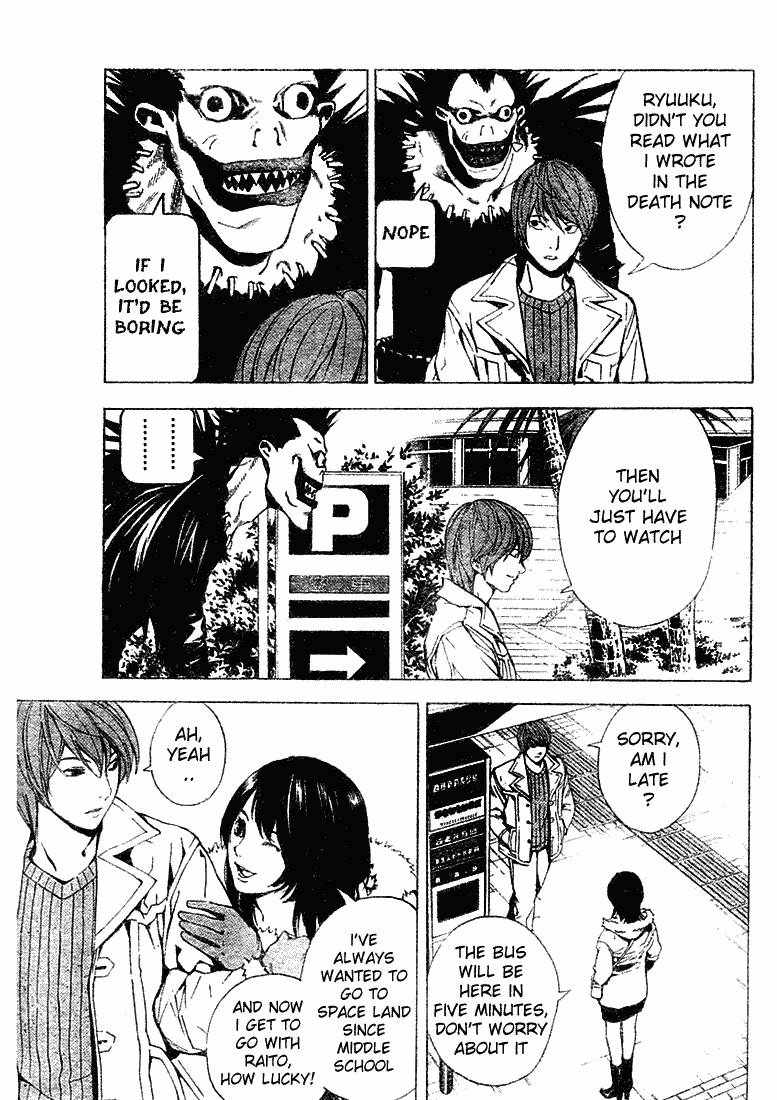 RYUUKU,
DIDN'T YOU
READ WHAT
I WROTE
IN THE
DEATH NOTE
?
NOPE
IF I
LOOKED,
IT'D BE
BORING
THEN
YOU'LL
JUST HAVE
TO WATCH
P
SORRY,
AM I
LATE
?
THE BUS
WILL BE
HERE IN
FIVE MINUTES,
DON'T WORRY
ABOUT IT
I'VE
ALWAYS
WANTED TO
GO TO
SPACE LAND
SINCE
MIDDLE
SCHOOL
AND NOW
I GET TO
GO WITH
RAITO,
HOW LUCKY!
AH,
YEAH
..